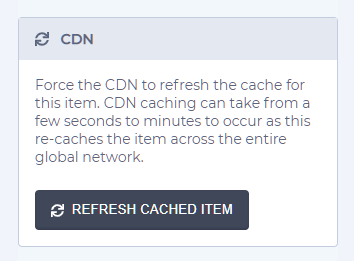 CDN
Force the CDN to refresh the cache for
this item. CDN caching can take from a
few seconds to minutes to occur as this
re-caches the item across the entire
global network.
REFRESH CACHED ITEM